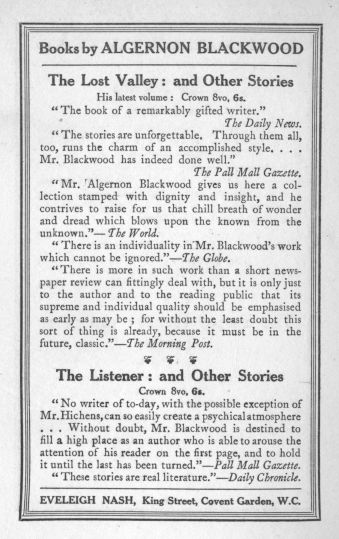 Books by ALGERNON BLACKWOOD
The Lost Valley: and Other Stories
His latest volume: Crown 8vo, 6s.
"The book of a remarkably gifted writer."
The Daily News.
"The stories are unforgettable. Through them all,
too, runs the charm of an accomplished style. . . .
Mr. Blackwood has indeed done well."
The Pall Mall Gazette.
"Mr. Algernon Blackwood gives us here a col-
lection stamped with dignity and insight, and he
contrives to raise for us that chill breath of wonder
and dread which blows upon the known from the
unknown."—The World.
"There is an individuality in Mr. Blackwood's work
which cannot be ignored."—The Globe.
"There is more in such work than a short news-
paper review can fittingly deal with, but it is only just
to the author and to the reading public that its
supreme and individual quality should be emphasised
as early as may be; for without the least doubt this
sort of thing is already, because it must be in the
future, classic."—The Morning Post.
The Listener: and Other Stories
Crown 8vo, 6s.
"No writer of to-day, with the possible exception of
Mr. Hichens, can so easily create a psychical atmosphere
. . . Without doubt, Mr. Blackwood is destined to
fill a high place as an author who is able to arouse the
attention of his reader on the first page, and to hold
it until the last has been turned."—Pall Mall Gazette.
"These stories are real literature."—Daily Chronicle.
EVELEIGH NASH, King Street, Covent Garden, W.C.